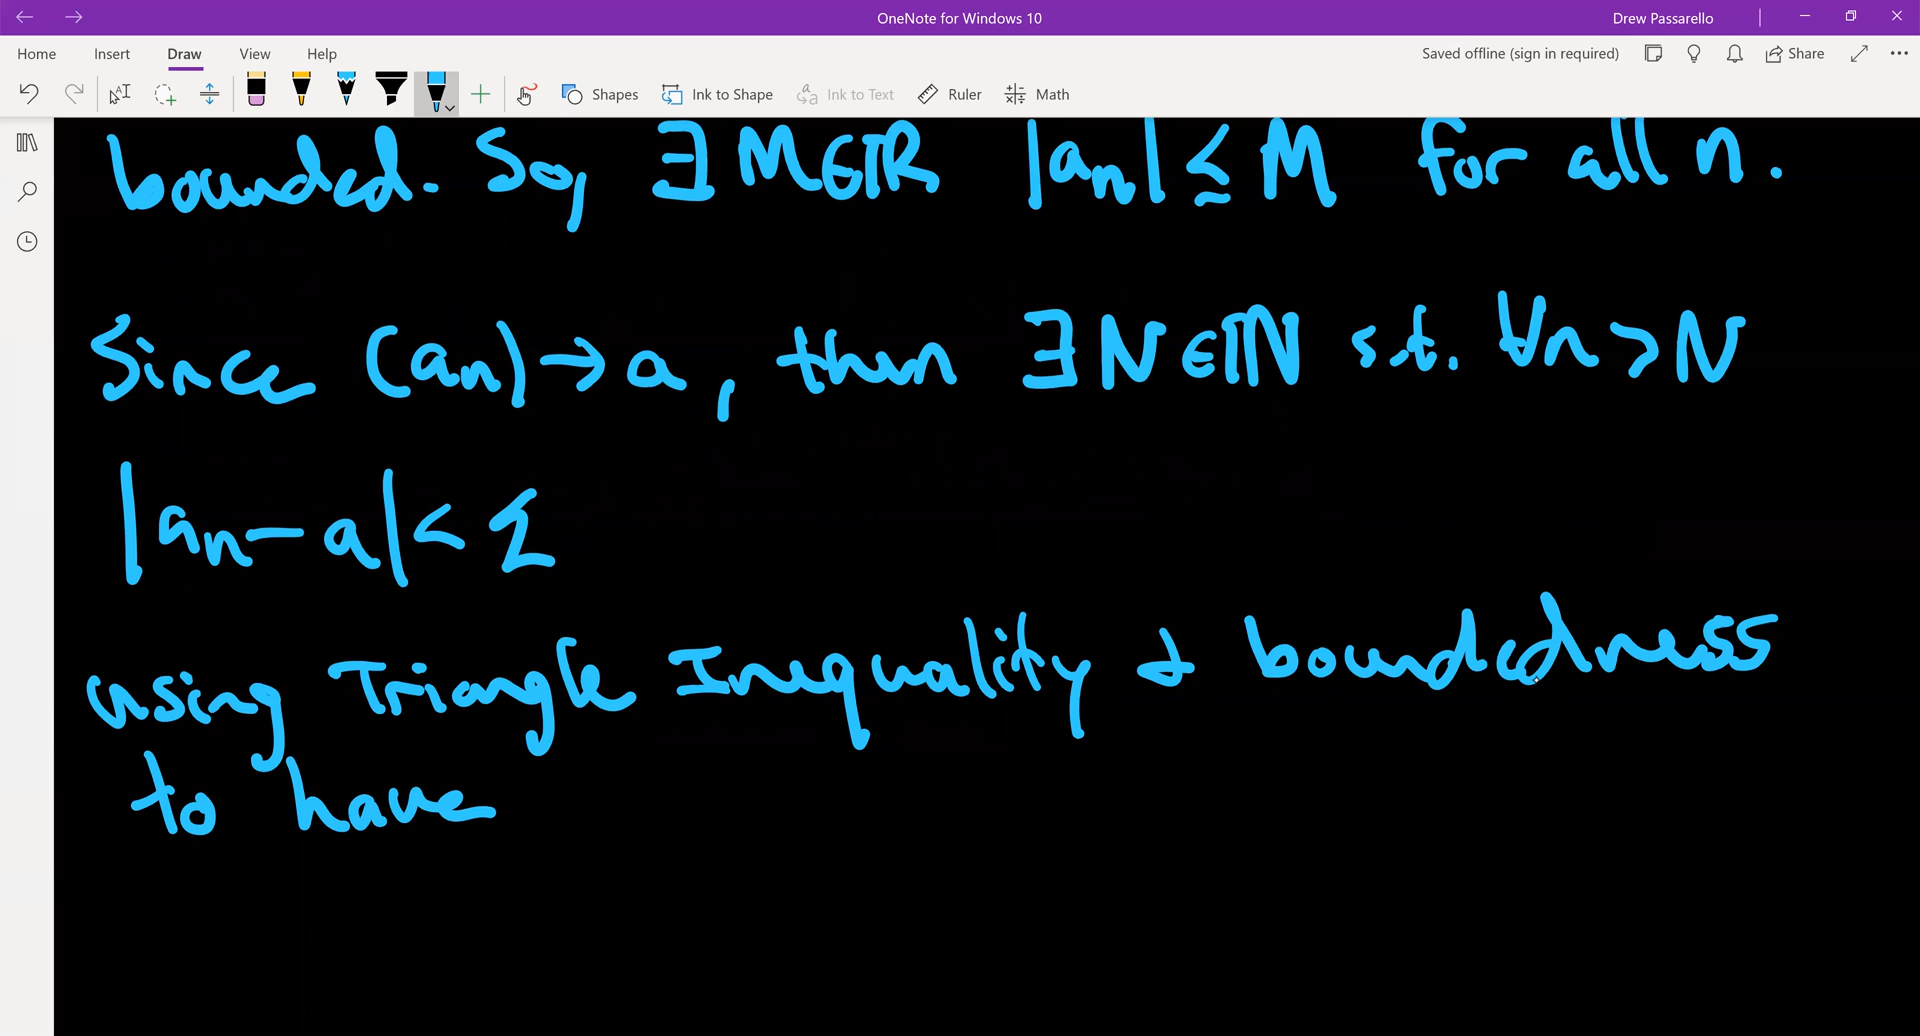 OneNote for Windows 10
Drew Passarello
Home Insert Draw View Help
Saved offline (sign in required) Share
Shapes Ink to Shape Ink to Text Ruler Math
bounded. So, ∃ M ∈ ℝ |aₙ| ≤ M for all n.
Since (aₙ) → a, then ∃ N ∈ ℕ s.t. ∀n > N
|aₙ - a| < ε
using Triangle Inequality & boundedness
to have